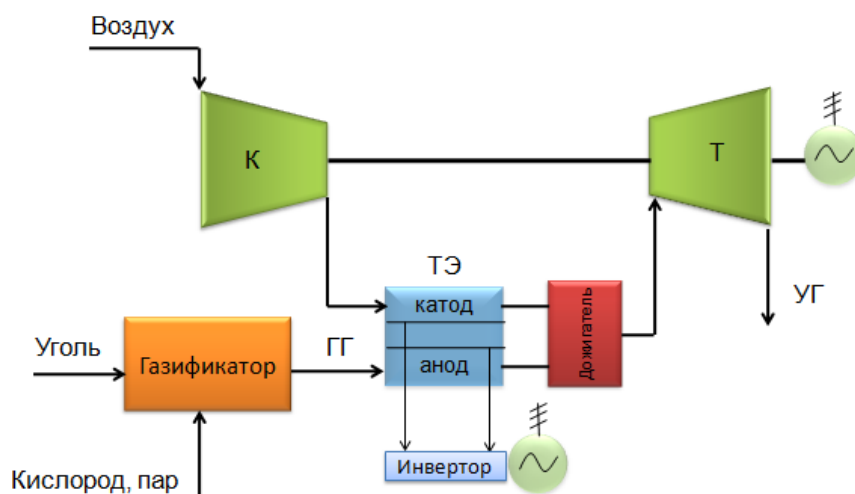 Воздух
К
Т
ТЭ
катод
УГ
Дожигатель
Уголь
ГГ
Газификатор
анод
Инвертор
Кислород, пар